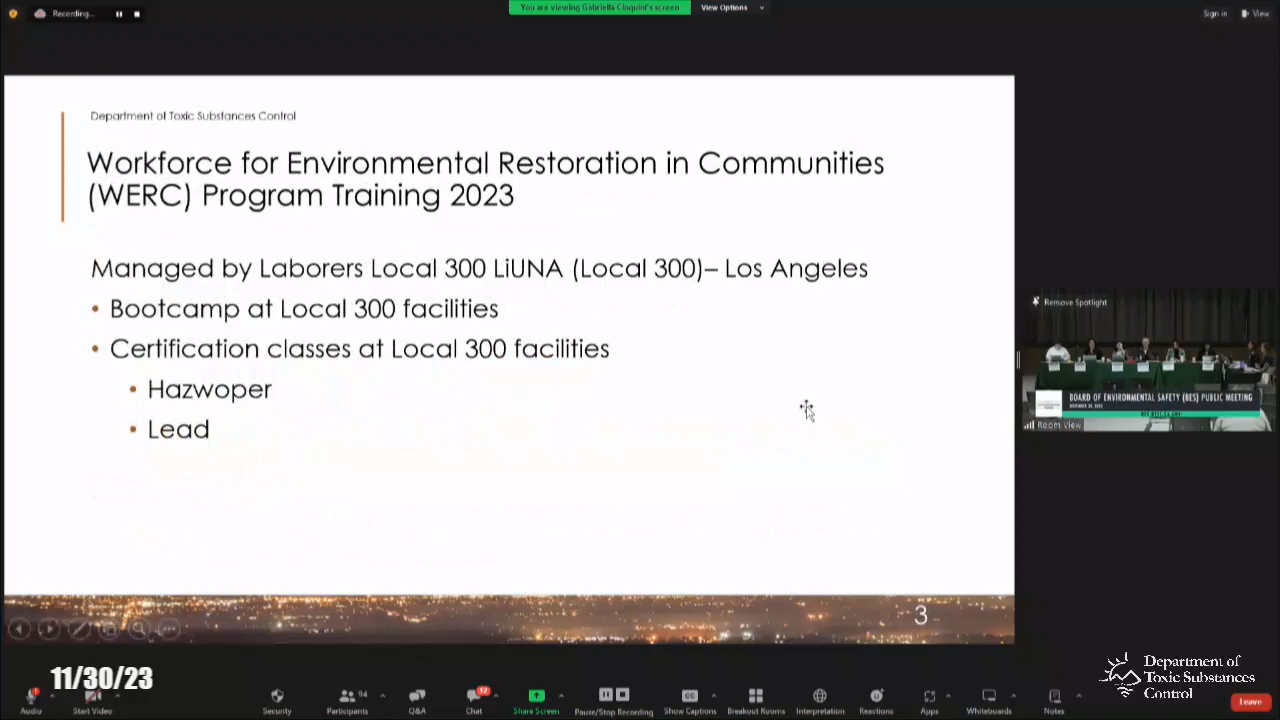 Recording...
You are viewing Gabriella Cinquini's screen
View Options
Sign in
View
Department of Toxic Substances Control
Workforce for Environmental Restoration in Communities
(WERC) Program Training 2023
Managed by Laborers Local 300 LiUNA (Local 300)– Los Angeles
• Bootcamp at Local 300 facilities
• Certification classes at Local 300 facilities
• Hazwoper
• Lead
3
Remove Spotlight
BOARD OF ENVIRONMENTAL SAFETY (BES) PUBLIC MEETING
Room View
11/30/23
Department of
Toxic Substances
Control
Audio
Start Video
Security
Participants
94
Q&A
Chat
12
Share Screen
Pause/Stop Recording
Show Captions
Breakout Rooms
Interpretation
Reactions
Apps
Whiteboards
Notes
Leave